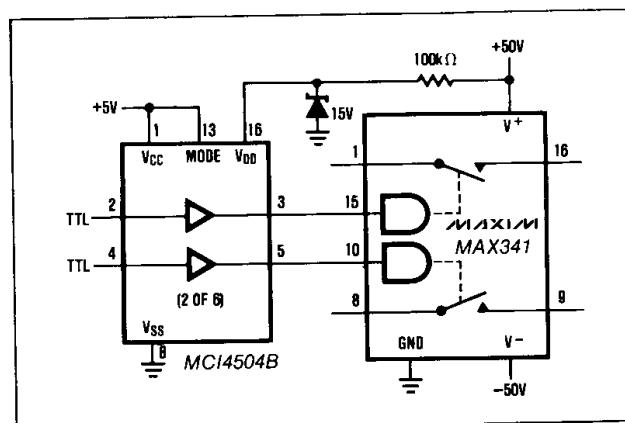 +50V
100kΩ
+5V
15V
1
13
16
V+
VCC
MODE
VDD
1
16
2
3
15
TTL
MAXIM
MAX341
4
5
10
TTL
(2 OF 6)
8
9
VSS
8
GND
V−
MCI4504B
−50V